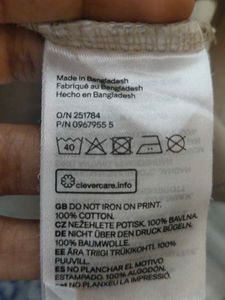 Made in Bangladesh
Fabriqué au Bangladesh
Hecho en Bangladesh
O/N 251784
P/N 0967955 5
40
clevercare.info
GB DO NOT IRON ON PRINT.
100% COTTON.
CZ NEŽEHLETE POTISK. 100% BAVLNA.
DE NICHT ÜBER DEN DRUCK BÜGELN.
100% BAUMWOLLE.
EE ÄRA TRIIGI TRÜKIKOHTI. 100%
PUUVILL.
ES NO PLANCHAR EL MOTIVO
ESTAMPADO. 100% ALGODÓN.